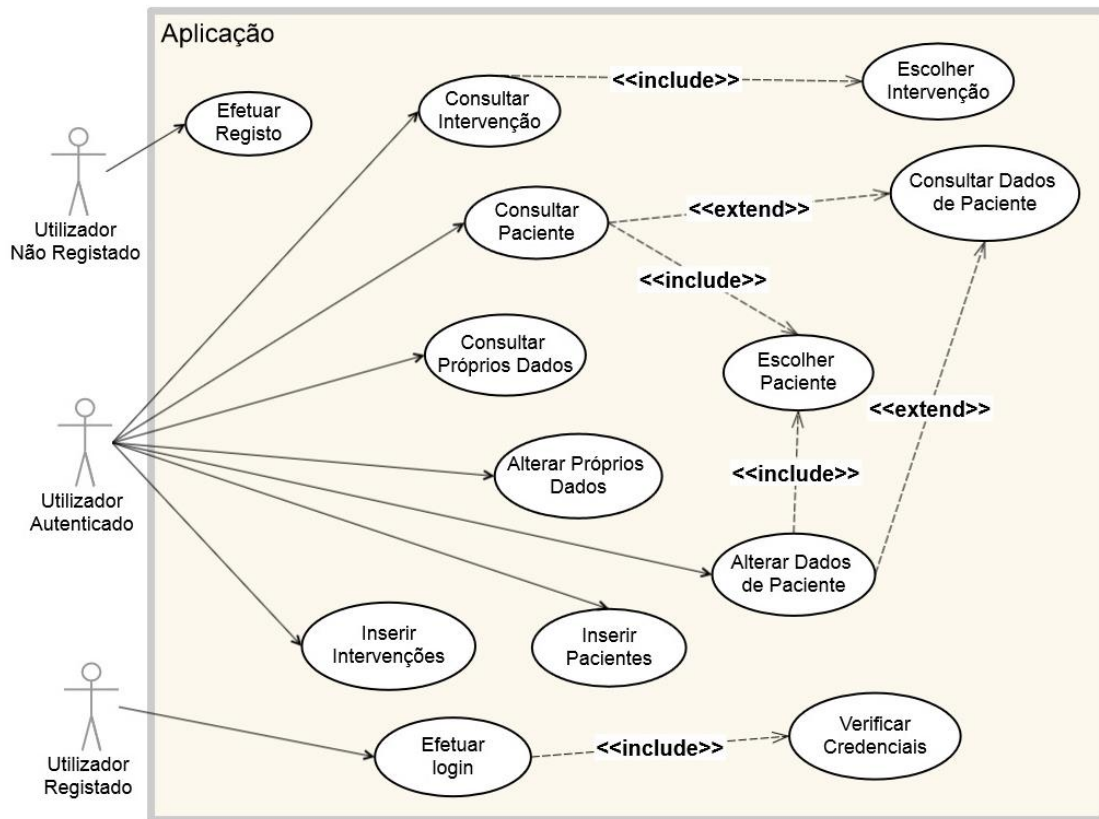 Aplicação
Efetuar
Registo
Consultar
Intervenção
<<include>>
Escolher
Intervenção
Utilizador
Não Registado
Consultar
Paciente
<<extend>>
Consultar Dados
de Paciente
<<include>>
Consultar
Próprios Dados
Escolher
Paciente
<<extend>>
Utilizador
Autenticado
Alterar Próprios
Dados
<<include>>
Alterar Dados
de Paciente
Inserir
Intervenções
Inserir
Pacientes
Utilizador
Registado
Efetuar
login
<<include>>
Verificar
Credenciais